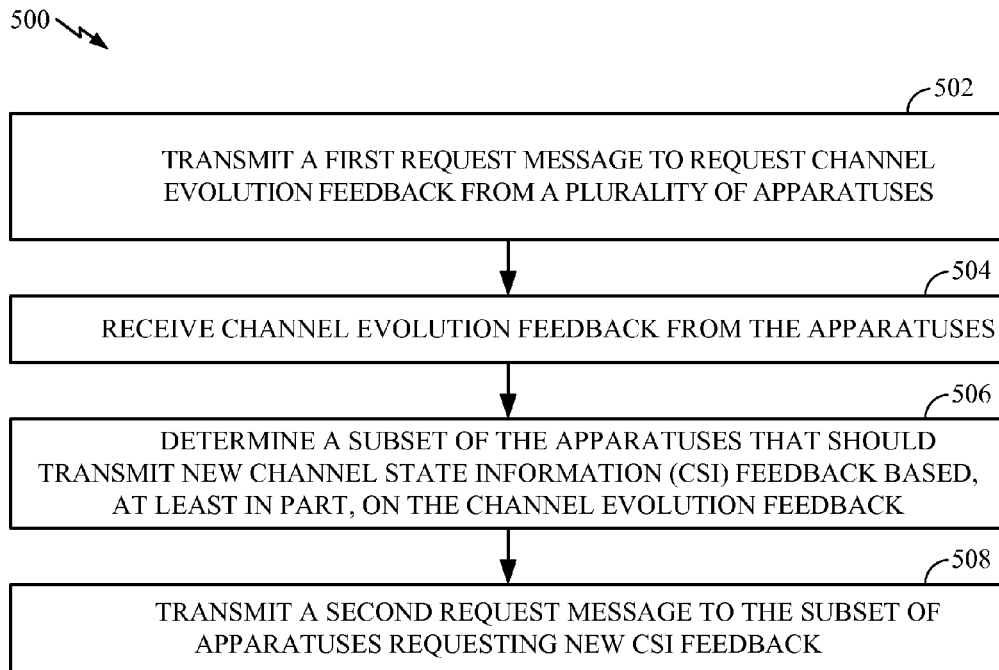 500
502
TRANSMIT A FIRST REQUEST MESSAGE TO REQUEST CHANNEL
EVOLUTION FEEDBACK FROM A PLURALITY OF APPARATUSES
504
RECEIVE CHANNEL EVOLUTION FEEDBACK FROM THE APPARATUSES
506
DETERMINE A SUBSET OF THE APPARATUSES THAT SHOULD
TRANSMIT NEW CHANNEL STATE INFORMATION (CSI) FEEDBACK BASED,
AT LEAST IN PART, ON THE CHANNEL EVOLUTION FEEDBACK
508
TRANSMIT A SECOND REQUEST MESSAGE TO THE SUBSET OF
APPARATUSES REQUESTING NEW CSI FEEDBACK